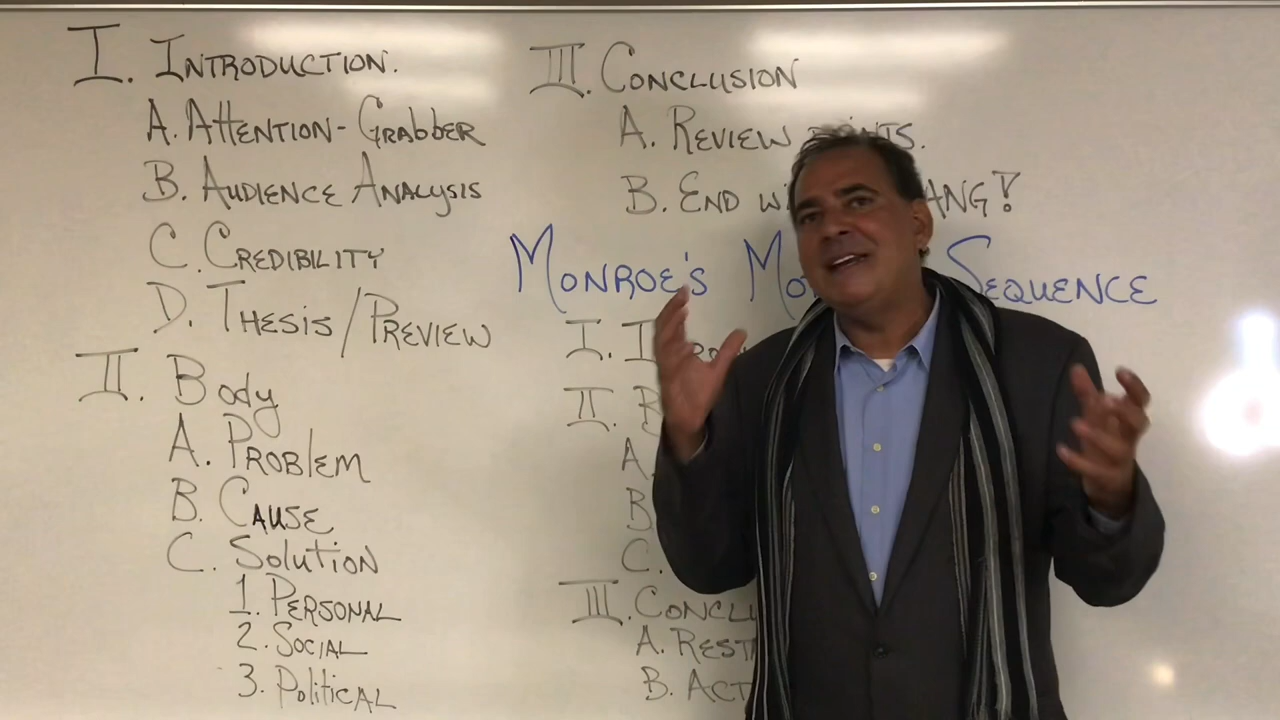 I. INTRODUCTION.
A. ATTENTION-GRABBER
B. AUDIENCE ANALYSIS
C. CREDIBILITY
D. THESIS/PREVIEW
II. Body
A. PROBLEM
B. CAUSE
C. Solution
1. PERSONAL
2. SOCIAL
3. Political
III. CONCLUSION
A. REVIEW
B. END
MONROE'S SEQUENCE
I.
II.
A.
B.
C.
III.
A.
B.